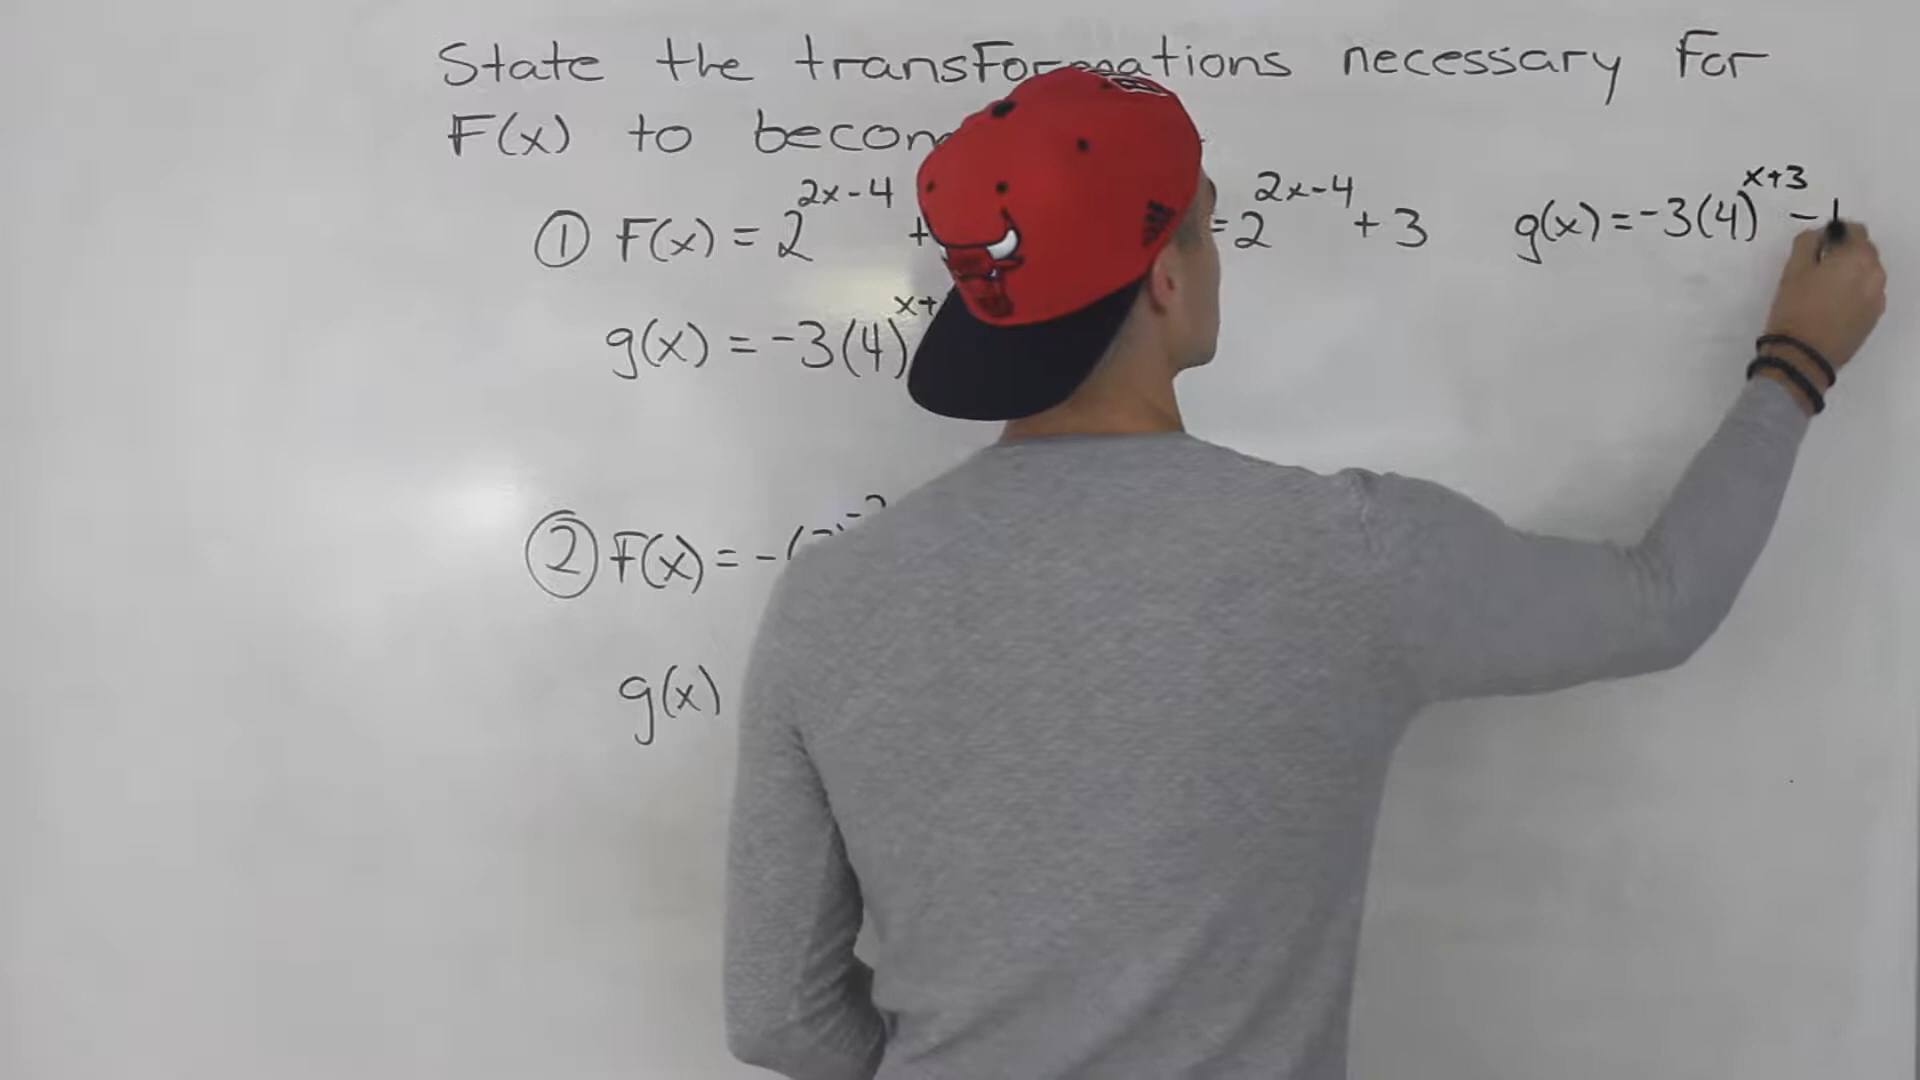 State the transformations necessary for
F(x) to becom
① F(x) = 2^{2x-4} + =2^{2x-4} + 3 g(x) = -3(4)^{x+3} -
g(x) = -3(4)^{x+
② F(x) = -(
g(x)